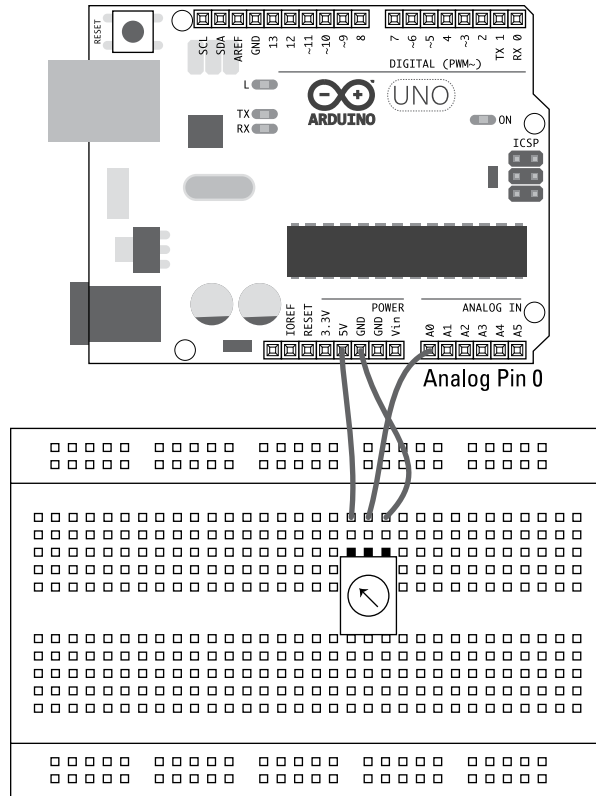 RESET
SCL
SDA
AREF
GND
13
12
~11
~10
~9
8
7
~6
~5
4
~3
2
TX 1
RX 0
DIGITAL (PWM~)
L
TX
RX
ARDUINO
UNO
ON
ICSP
POWER
ANALOG IN
IOREF
RESET
3.3V
5V
GND
GND
Vin
A0
A1
A2
A3
A4
A5
Analog Pin 0